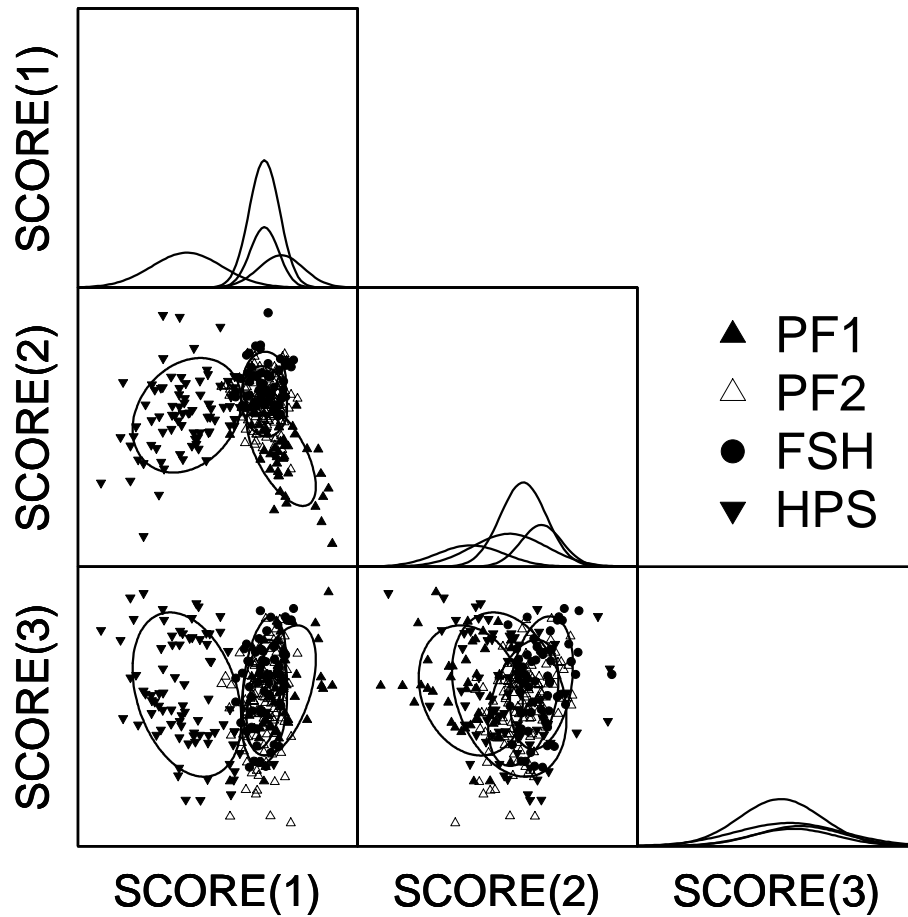 SCORE(1)
SCORE(2)
SCORE(3)
PF1
PF2
FSH
HPS
SCORE(1)
SCORE(2)
SCORE(3)